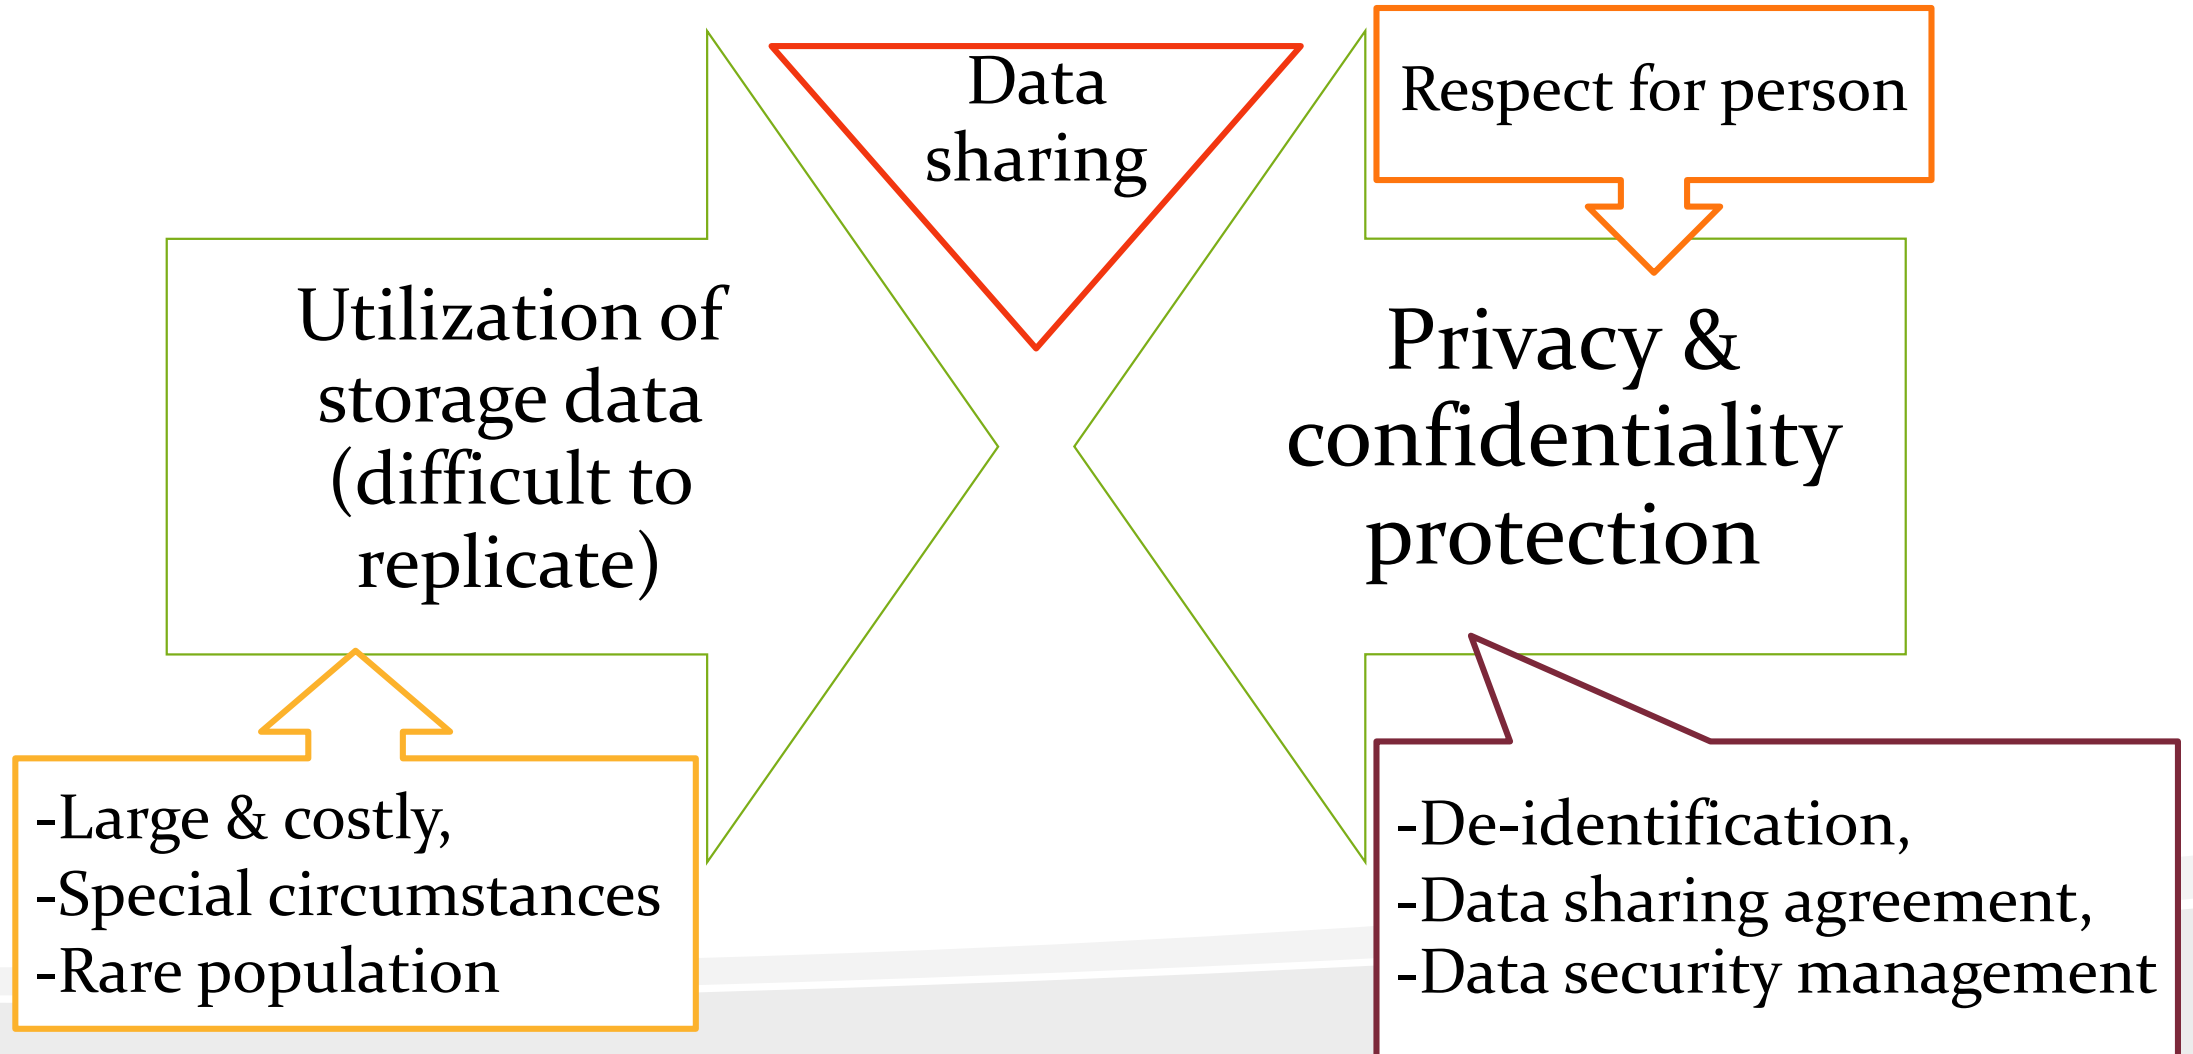 Data
sharing
Respect for person
Utilization of
storage data
(difficult to
replicate)
Privacy &
confidentiality
protection
-Large & costly,
-Special circumstances
-Rare population
-De-identification,
-Data sharing agreement,
-Data security management